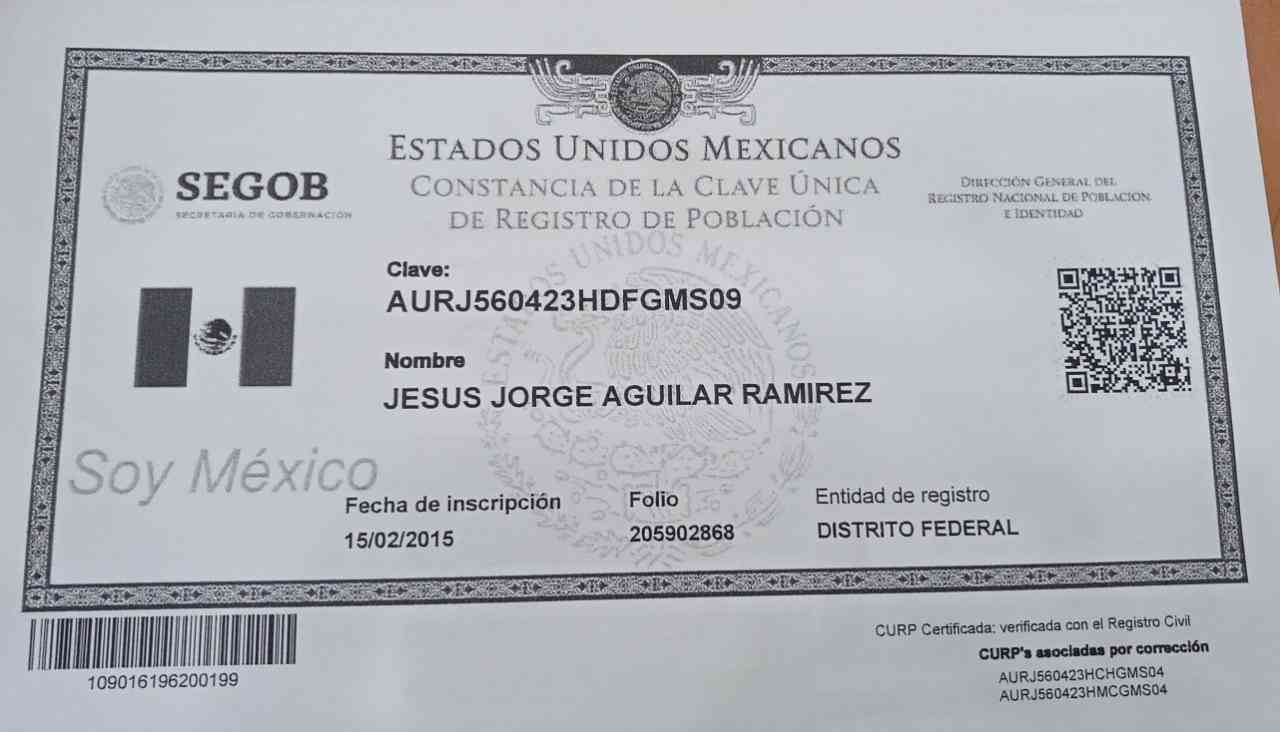 ESTADOS UNIDOS MEXICANOS
CONSTANCIA DE LA CLAVE ÚNICA
DE REGISTRO DE POBLACIÓN
SEGOB
SECRETARÍA DE GOBERNACIÓN
DIRECCIÓN GENERAL DEL
REGISTRO NACIONAL DE POBLACIÓN
E IDENTIDAD
ESTADOS UNIDOS MEXICANOS
Clave:
AURJ560423HDFGMS09
Nombre
JESUS JORGE AGUILAR RAMIREZ
Soy México
Fecha de inscripción
15/02/2015
Folio
205902868
Entidad de registro
DISTRITO FEDERAL
109016196200199
CURP Certificada: verificada con el Registro Civil
CURP's asociadas por corrección
AURJ560423HCHGMS04
AURJ560423HMCGMS04